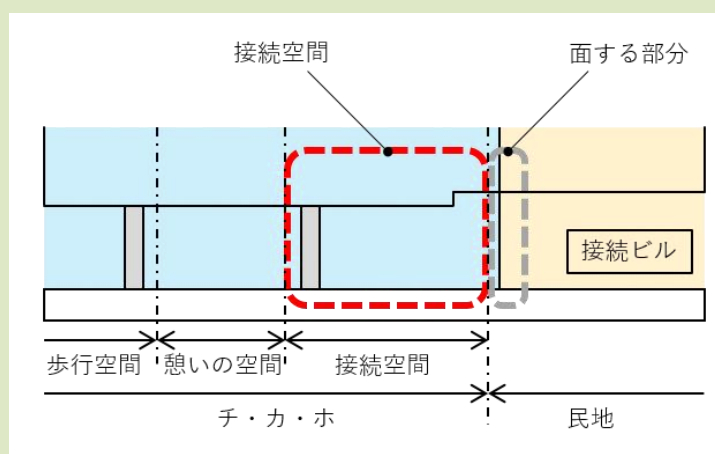 接続空間
面する部分
接続ビル
歩行空間
憩いの空間
接続空間
チ・カ・ホ
民地